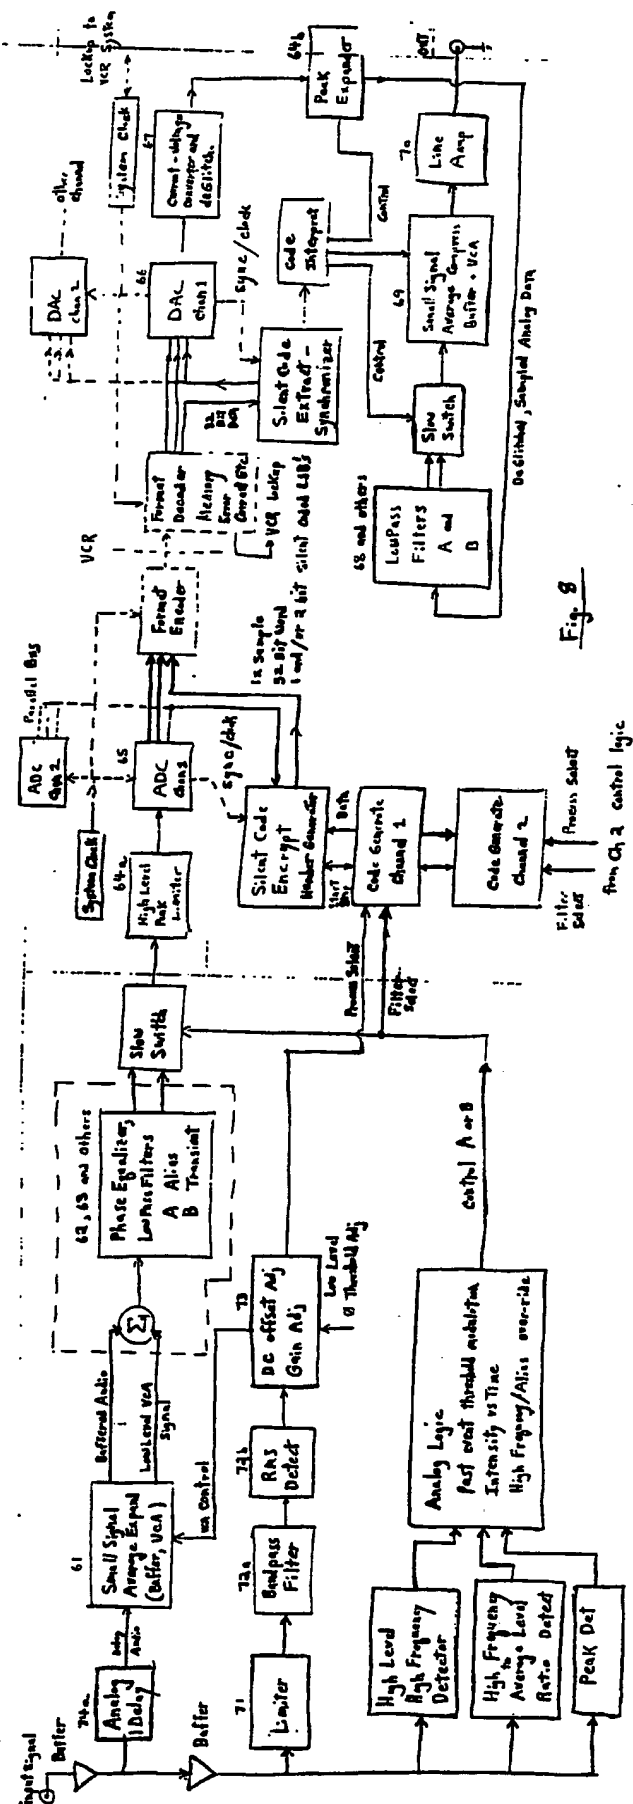 Input Signal
Buffer
74a
Analog
Delay
Delay
Audio
61
Small Signal
Average Expand
(Buffer, VCA)
Buffered Audio
Low Level VCA
Signal
Σ
62, 63 and others
Phase Equalizer,
LowPass Filters
A Alias
B Transient
Slow
Switch
64a
High Level
Peak
Limiter
System Clock
65
ADC
chan 1
ADC
chan 2
Parallel Bus
sync/clock
Format
Encoder
VCR
Format
Decoder
Memory
Error
VCR Lockup
12 Sample
32 Bit Word
1 and/or 2 bit Silent Coded LSB's
66
DAC
chan 1
DAC
chan 2
other
channel
System Clock
Lockup to
VCR System
67
Current-voltage
converter and
deGlitch.
64b
Peak
Expander
sync/clock
32
Bit
Silent Code
Extract-
Synchronizer
Code
Interpret
Control
Control
68 and others
LowPass
Filters
A and
B
Slow
Switch
69
Small Signal
Average Compress
Buffer + VCA
70
Line
Amp
OUT
DeGlitched, Sampled Analog Data
Buffer
71
Limiter
72a
Bandpass
Filter
72b
RMS
Detect
73
DC offset Adj
Gain Adj
VCA Control
Low Level
Ø Threshold Adj
Process Select
Filter
Select
Silent Code
Encrypt
Number Generator
Data
Code Generate
Channel 1
Code Generate
Channel 2
Filter
Select
Process Select
from Ch 2 control logic
High Level
High Frequency
Detector
High Frequency
to
Average Level
Ratio Detect
Peak Det
Analog Logic
Past event threshold modulation
Intensity vs Time
High Frequency/Alias over-ride
Control A or B
Fig. 8